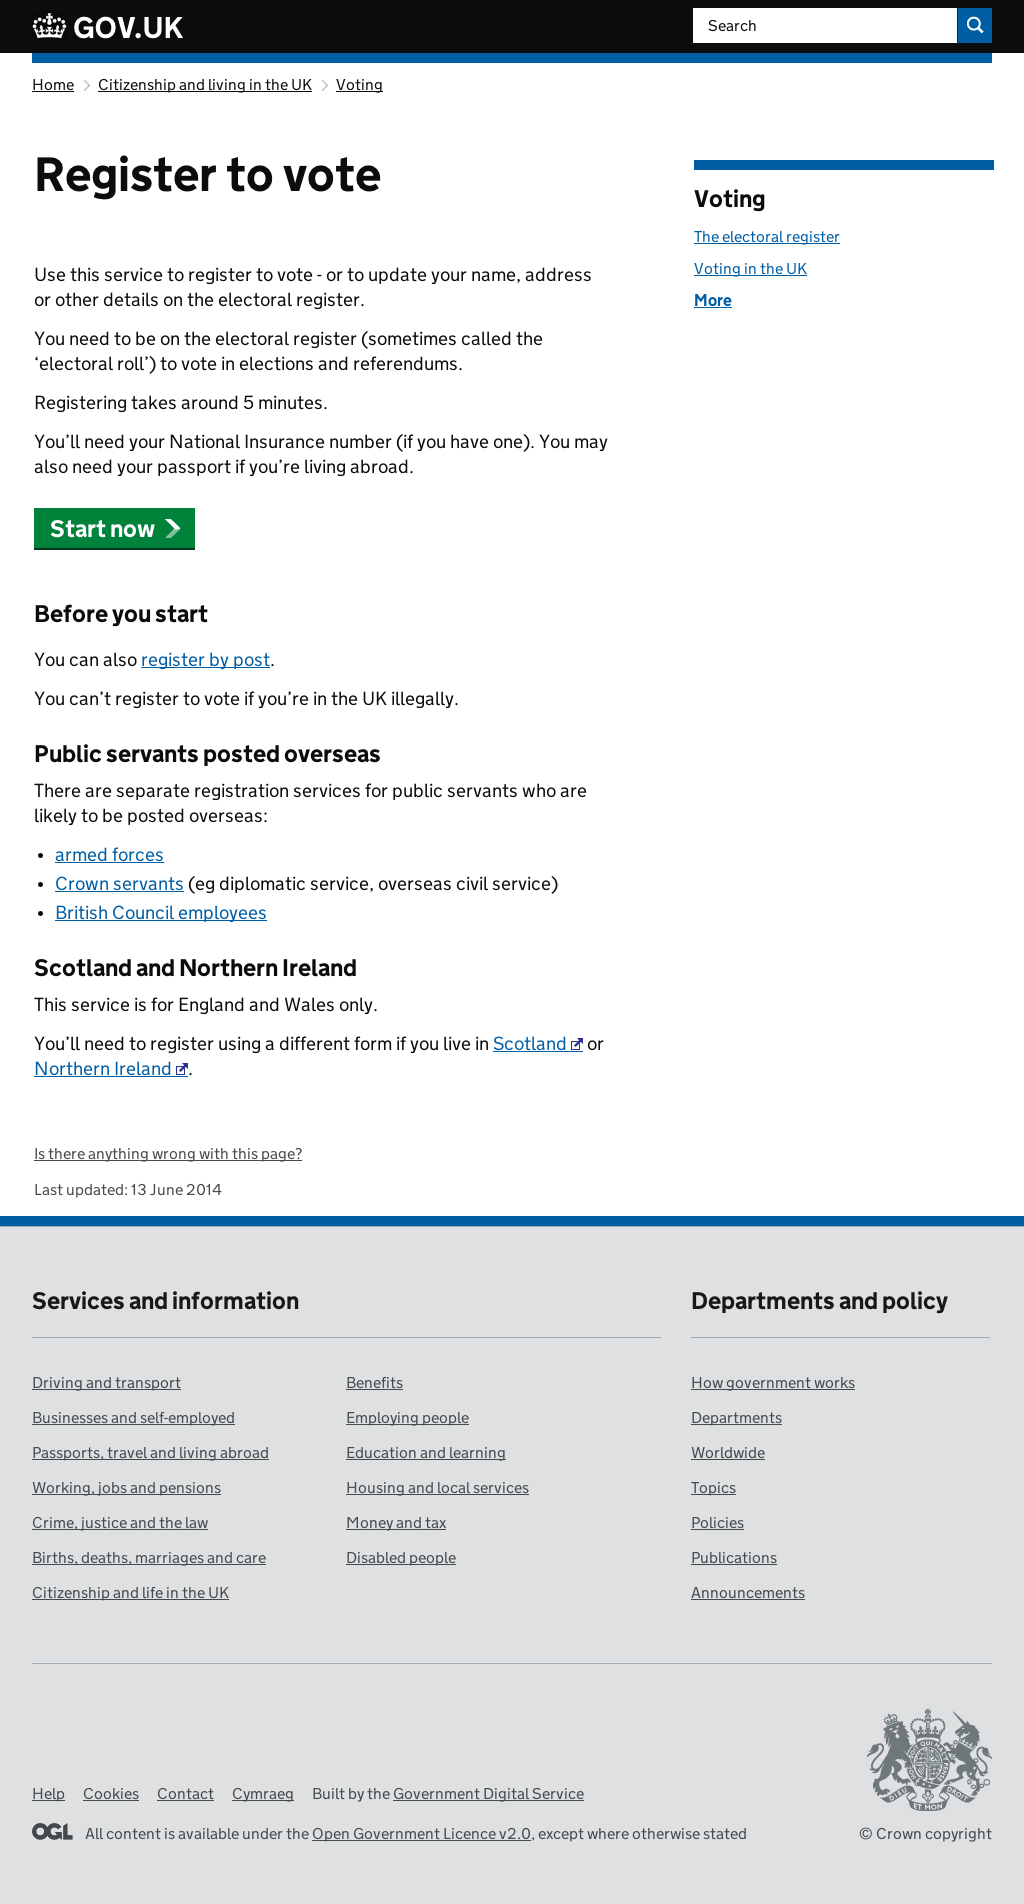 GOV.UK
Search
Home
Citizenship and living in the UK
Voting
Register to vote
Use this service to register to vote - or to update your name, address
or other details on the electoral register.
You need to be on the electoral register (sometimes called the
‘electoral roll’) to vote in elections and referendums.
Registering takes around 5 minutes.
You’ll need your National Insurance number (if you have one). You may
also need your passport if you’re living abroad.
Start now
Before you start
You can also register by post.
You can’t register to vote if you’re in the UK illegally.
Public servants posted overseas
There are separate registration services for public servants who are
likely to be posted overseas:
• armed forces
• Crown servants (eg diplomatic service, overseas civil service)
• British Council employees
Scotland and Northern Ireland
This service is for England and Wales only.
You’ll need to register using a different form if you live in Scotland or
Northern Ireland.
Is there anything wrong with this page?
Last updated: 13 June 2014
Voting
The electoral register
Voting in the UK
More
Services and information
Driving and transport
Businesses and self-employed
Passports, travel and living abroad
Working, jobs and pensions
Crime, justice and the law
Births, deaths, marriages and care
Citizenship and life in the UK
Benefits
Employing people
Education and learning
Housing and local services
Money and tax
Disabled people
Departments and policy
How government works
Departments
Worldwide
Topics
Policies
Publications
Announcements
Help
Cookies
Contact
Cymraeg
Built by the Government Digital Service
OGL
All content is available under the Open Government Licence v2.0, except where otherwise stated
DIEU ET MON DROIT
© Crown copyright